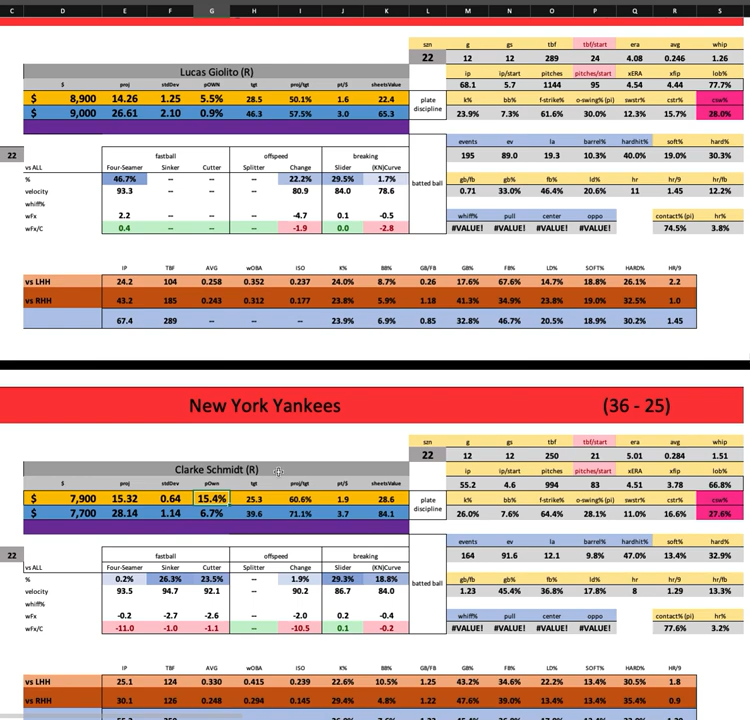 C D E F G H I J K L M N O P Q R S
szn g gs tbf tbf/start era avg whip
22 12 12 289 24 4.08 0.246 1.26
Lucas Giolito (R) ip ip/start pitches pitches/start xERA xfip lob%
$ proj stdDev pOWN tgt proj/tgt pt/$ sheetsValue 68.1 5.7 1144 95 4.54 4.44 77.7%
$ 8,900 14.26 1.25 5.5% 28.5 50.1% 1.6 22.4 plate discipline k% bb% f-strike% o-swing% (pi) swstr% cstr% csw%
$ 9,000 26.61 2.10 0.9% 46.3 57.5% 3.0 65.3 23.9% 7.3% 61.6% 30.0% 12.3% 15.7% 28.0%
events ev la barrel% hardhit% soft% hard%
22 fastball offspeed breaking 195 89.0 19.3 10.3% 40.0% 19.0% 30.3%
vs ALL Four-Seamer Sinker Cutter Splitter Change Slider (KN)Curve
% 46.7% -- -- -- 22.2% 29.5% 1.7% batted ball gb/fb gb% fb% ld% hr hr/9 hr/fb
velocity 93.3 -- -- -- 80.9 84.0 78.6 0.71 33.0% 46.4% 20.6% 11 1.45 12.2%
whiff%
wFx 2.2 -- -- -- -4.7 0.1 -0.5 whiff% pull center oppo contact% (pi) hr%
wFx/C 0.4 -- -- -- -1.9 0.0 -2.8 #VALUE! #VALUE! #VALUE! #VALUE! 74.5% 3.8%
IP TBF AVG wOBA ISO K% BB% GB/FB GB% FB% LD% SOFT% HARD% HR/9
vs LHH 24.2 104 0.258 0.352 0.237 24.0% 8.7% 0.26 17.6% 67.6% 14.7% 18.8% 26.1% 2.2
vs RHH 43.2 185 0.243 0.312 0.177 23.8% 5.9% 1.18 41.3% 34.9% 23.8% 19.0% 32.5% 1.0
67.4 289 -- -- -- 23.9% 6.9% 0.85 32.8% 46.7% 20.5% 18.9% 30.2% 1.45
New York Yankees (36 - 25)
szn g gs tbf tbf/start era avg whip
22 12 12 250 21 5.01 0.284 1.51
Clarke Schmidt (R) ip ip/start pitches pitches/start xERA xfip lob%
$ proj stdDev pOwn tgt proj/tgt pt/$ sheetsValue 55.2 4.6 994 83 4.51 3.78 66.8%
$ 7,900 15.32 0.64 15.4% 25.3 60.6% 1.9 28.6 plate discipline k% bb% f-strike% o-swing% (pi) swstr% cstr% csw%
$ 7,700 28.14 1.14 6.7% 39.6 71.1% 3.7 84.1 26.0% 7.6% 64.4% 28.1% 11.0% 16.6% 27.6%
events ev la barrel% hardhit% soft% hard%
22 fastball offspeed breaking 164 91.6 12.1 9.8% 47.0% 13.4% 32.9%
vs ALL Four-Seamer Sinker Cutter Splitter Change Slider (KN)Curve
% 0.2% 26.3% 23.5% -- 1.9% 29.3% 18.8% batted ball gb/fb gb% fb% ld% hr hr/9 hr/fb
velocity 93.5 94.7 92.1 -- 90.2 86.7 84.0 1.23 45.4% 36.8% 17.8% 8 1.29 13.3%
whiff%
wFx -0.2 -2.7 -2.6 -- -2.0 0.2 -0.4 whiff% pull center oppo contact% (pi) hr%
wFx/C -11.0 -1.0 -1.1 -- -10.5 0.1 -0.2 #VALUE! #VALUE! #VALUE! #VALUE! 77.6% 3.2%
IP TBF AVG wOBA ISO K% BB% GB/FB GB% FB% LD% SOFT% HARD% HR/9
vs LHH 25.1 124 0.330 0.415 0.239 22.6% 10.5% 1.25 43.2% 34.6% 22.2% 13.4% 30.5% 1.8
vs RHH 30.1 126 0.248 0.294 0.145 29.4% 4.8% 1.22 47.6% 39.0% 13.4% 13.4% 35.4% 0.9